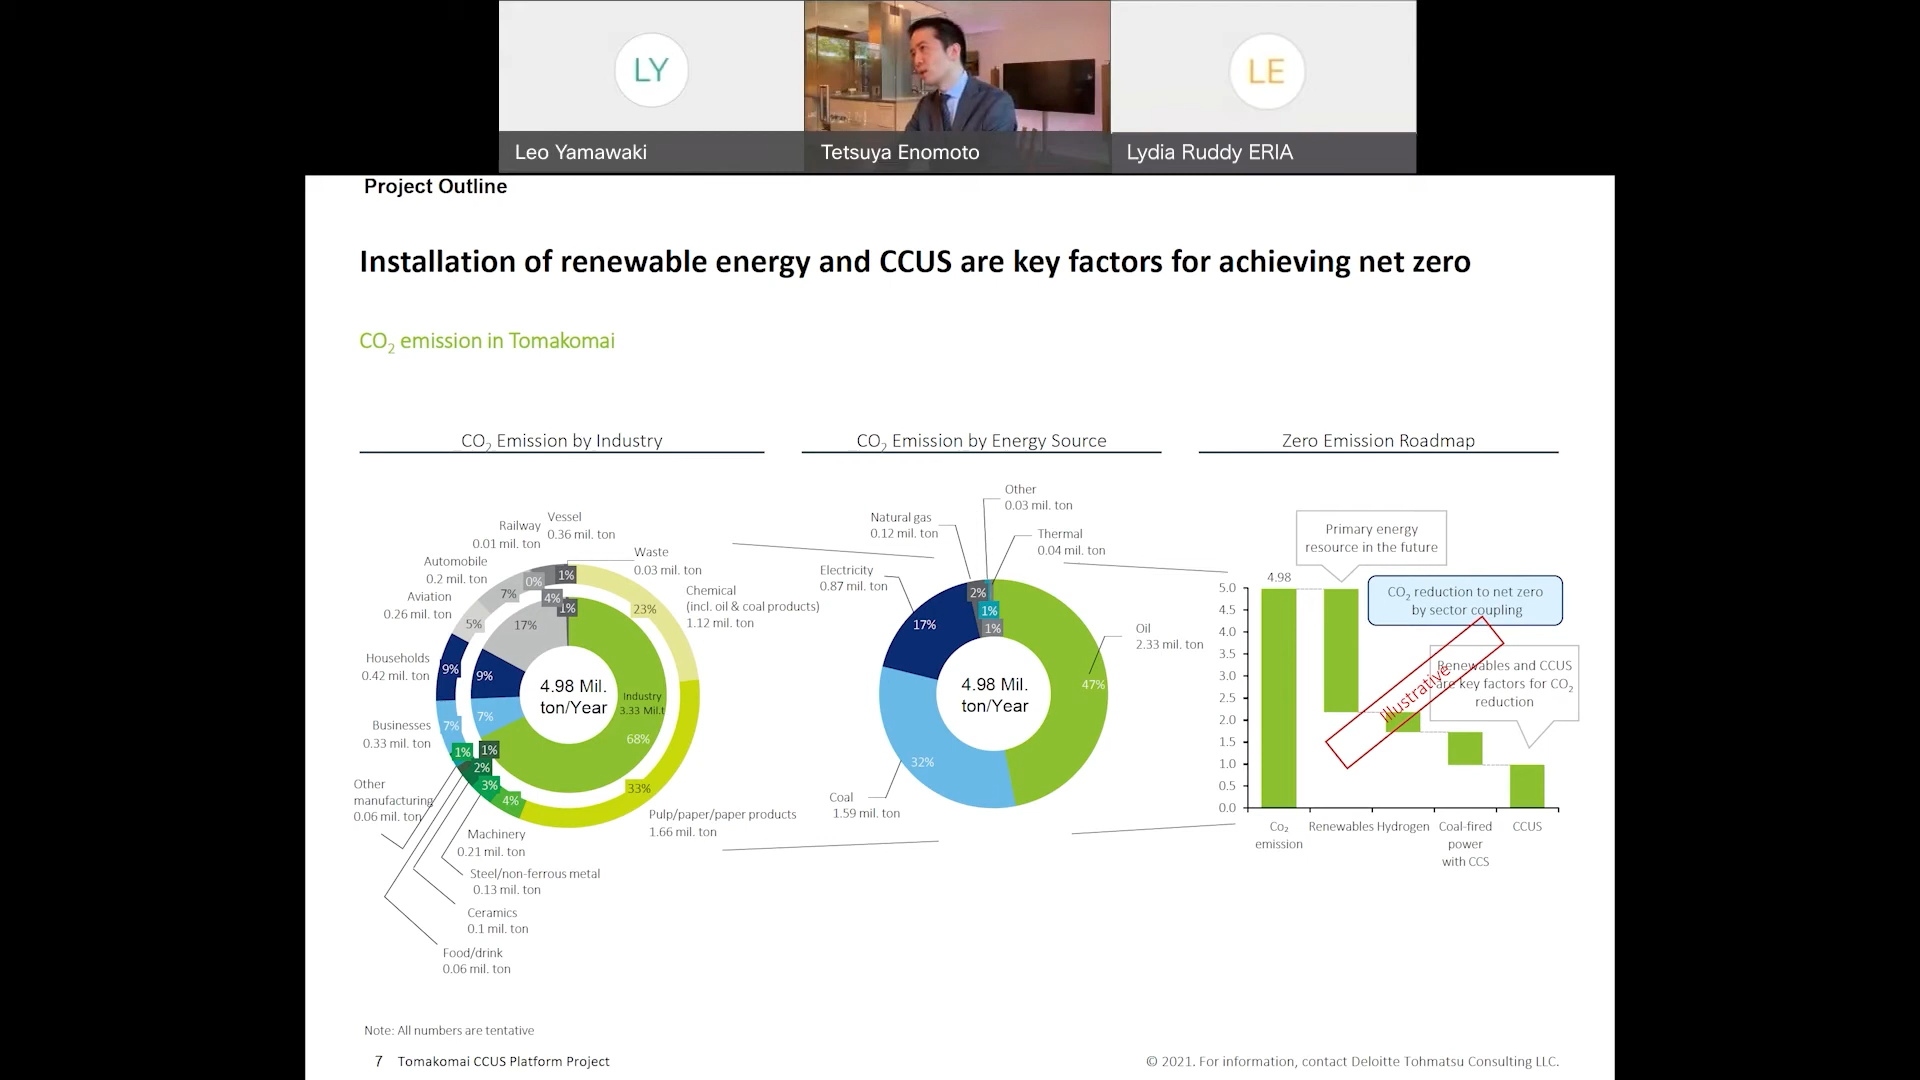 LY
LE
Leo Yamawaki
Tetsuya Enomoto
Lydia Ruddy ERIA
Project Outline
Installation of renewable energy and CCUS are key factors for achieving net zero
CO2 emission in Tomakomai
CO2 Emission by Industry
Vessel
0.36 mil. ton
Railway
0.01 mil. ton
Waste
0.03 mil. ton
Automobile
0.2 mil. ton
Chemical
(incl. oil & coal products)
1.12 mil. ton
Aviation
0.26 mil. ton
Households
0.42 mil. ton
Businesses
0.33 mil. ton
Other
manufacturing
0.06 mil. ton
Pulp/paper/paper products
1.66 mil. ton
Machinery
0.21 mil. ton
Steel/non-ferrous metal
0.13 mil. ton
Ceramics
0.1 mil. ton
Food/drink
0.06 mil. ton
1%
0%
7%
5%
9%
7%
1%
2%
3%
4%
33%
23%
1%
4%
17%
9%
7%
1%
68%
Industry
3.33 Mil.t
4.98 Mil.
ton/Year
CO2 Emission by Energy Source
Other
0.03 mil. ton
Natural gas
0.12 mil. ton
Thermal
0.04 mil. ton
Electricity
0.87 mil. ton
Oil
2.33 mil. ton
Coal
1.59 mil. ton
2%
1%
1%
17%
47%
32%
4.98 Mil.
ton/Year
Zero Emission Roadmap
Primary energy
resource in the future
CO2 reduction to net zero
by sector coupling
Renewables and CCUS
are key factors for CO2
reduction
Illustrative
4.98
5.0
4.5
4.0
3.5
3.0
2.5
2.0
1.5
1.0
0.5
0.0
Co2
emission
Renewables
Hydrogen
Coal-fired
power
with CCS
CCUS
Note: All numbers are tentative
7 Tomakomai CCUS Platform Project
© 2021. For information, contact Deloitte Tohmatsu Consulting LLC.